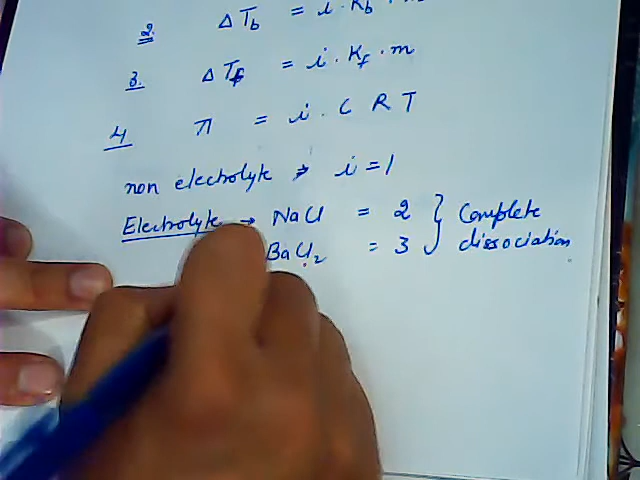 2. ΔT_b = i. K_b .
3. ΔT_f = i. K_f . m
4 π = i. C R T
non electrolyte → i = 1
Electrolyte → NaCl = 2 } Complete
BaCl₂ = 3 } dissociation